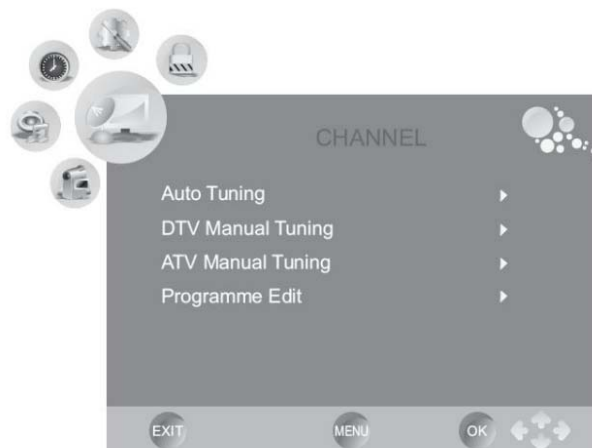 CHANNEL
Auto Tuning
DTV Manual Tuning
ATV Manual Tuning
Programme Edit
EXIT MENU OK